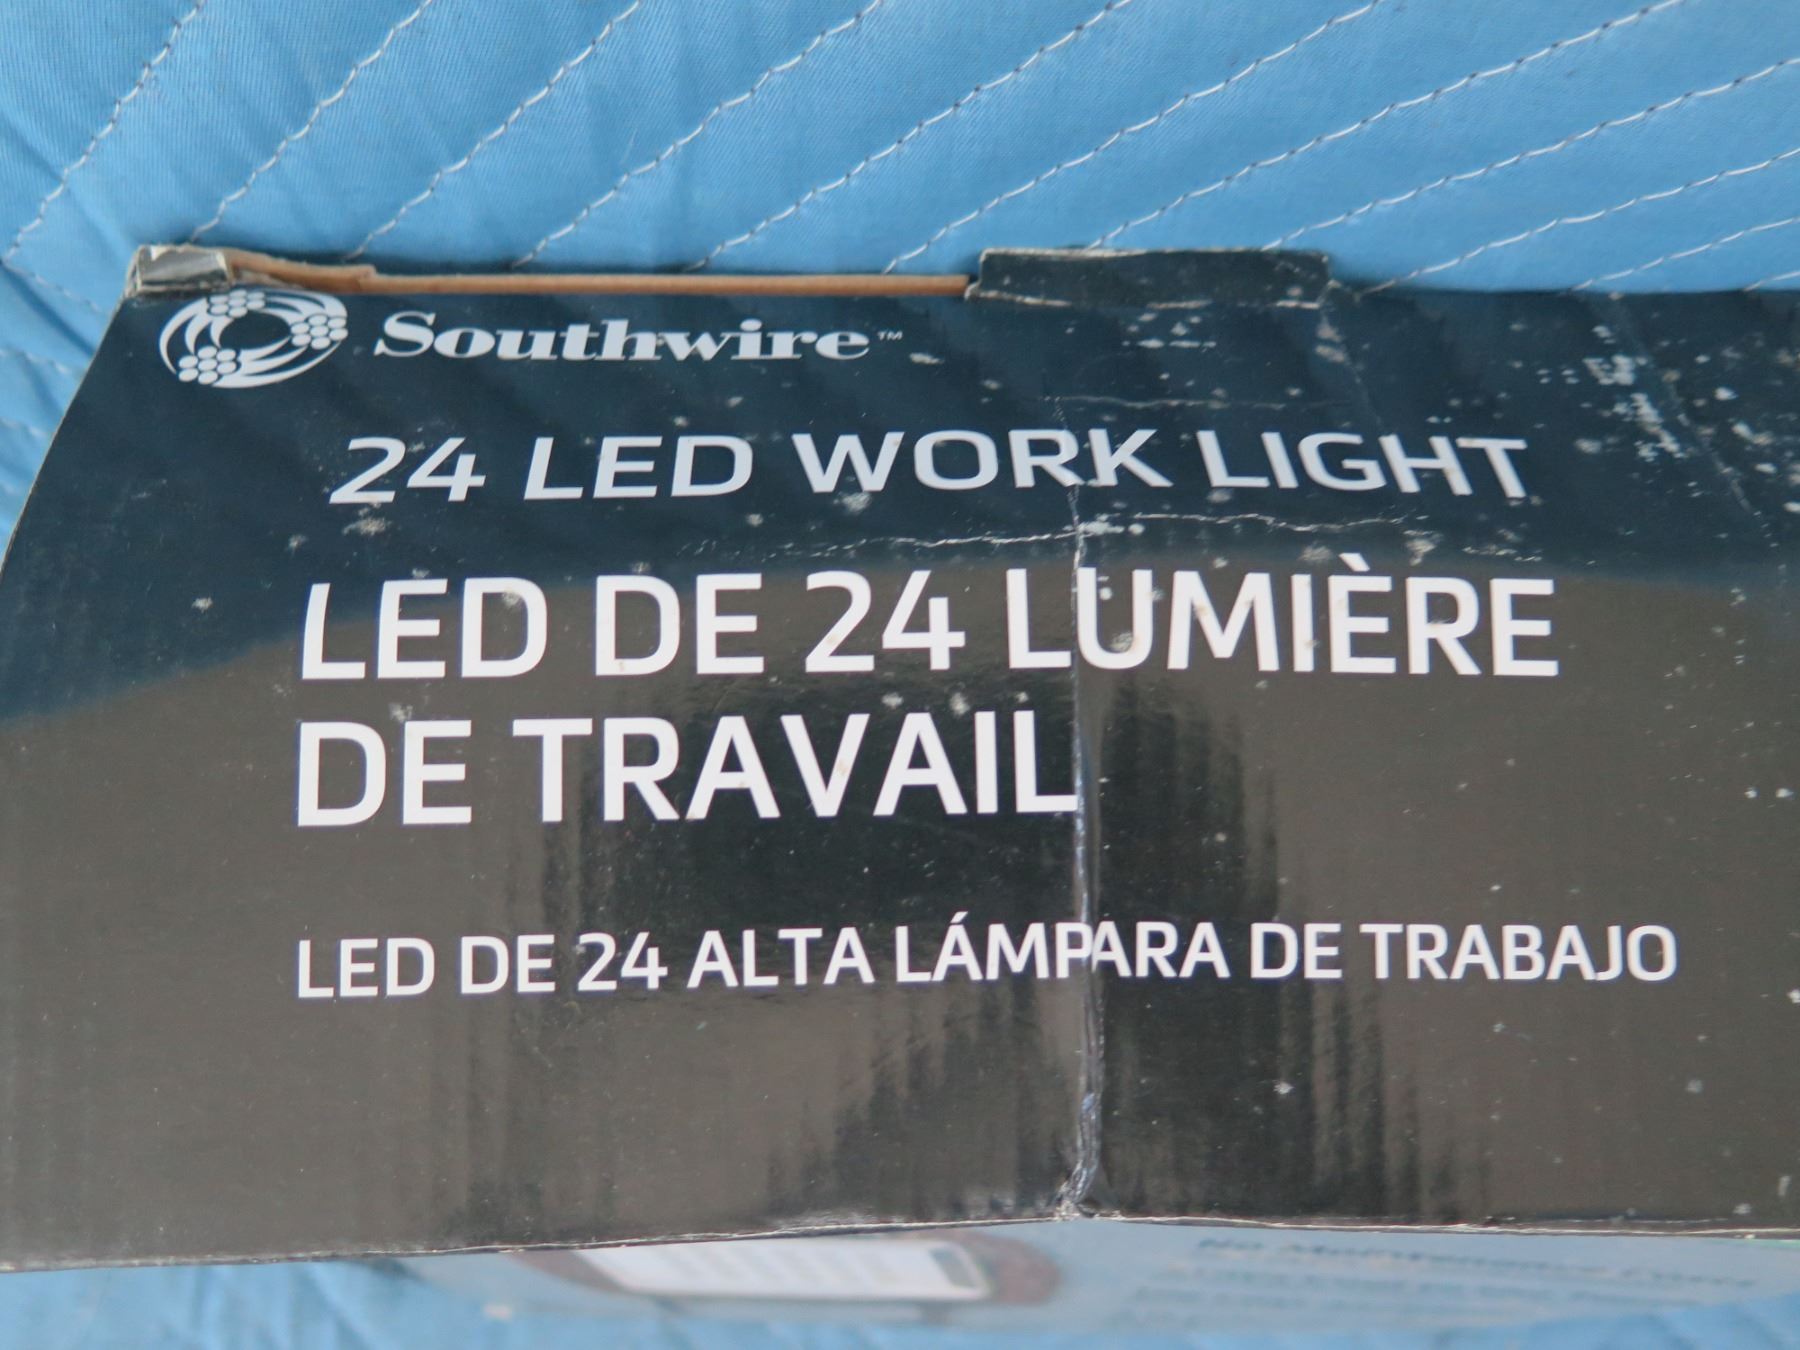 Southwire™
24 LED WORK LIGHT
LED DE 24 LUMIÈRE
DE TRAVAIL
LED DE 24 ALTA LÁMPARA DE TRABAJO